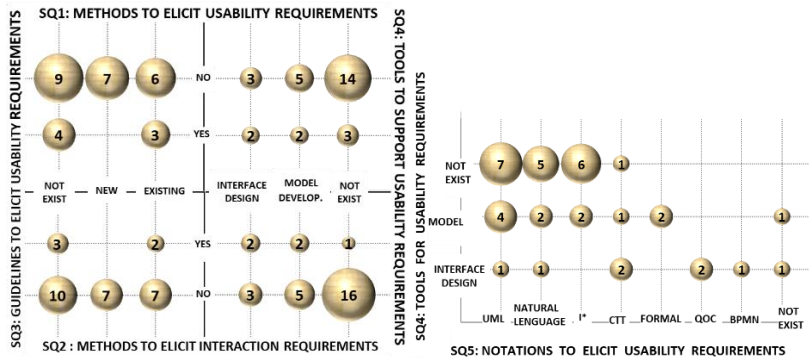 SQ1: METHODS TO ELICIT USABILITY REQUIREMENTS
SQ3: GUIDELINES TO ELICIT USABILITY REQUIREMENTS
9 7 6 NO 3 5 14
4 3 YES 2 2 3
NOT EXIST NEW EXISTING INTERFACE DESIGN MODEL DEVELOP. NOT EXIST
3 2 YES 2 2 1
10 7 7 NO 3 5 16
SQ2 : METHODS TO ELICIT INTERACTION REQUIREMENTS
SQ4: TOOLS TO SUPPORT USABILITY REQUIREMENTS
SQ4: TOOLS FOR USABILITY REQUIREMENTS
NOT EXIST 7 5 6 1
MODEL 4 2 2 1 2 1
INTERFACE DESIGN 1 1 2 2 1 1
UML NATURAL LENGUAGE I* CTT FORMAL QOC BPMN NOT EXIST
SQ5: NOTATIONS TO ELICIT USABILITY REQUIREMENTS